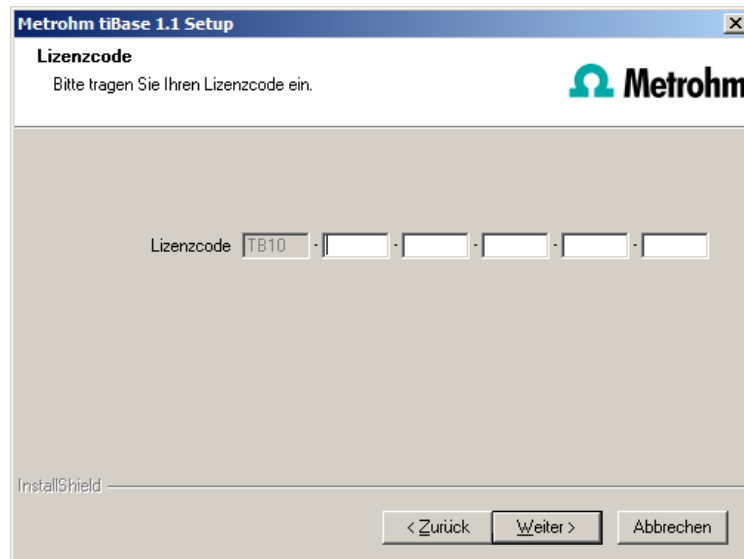 Metrohm tiBase 1.1 Setup
Lizenzcode
Bitte tragen Sie Ihren Lizenzcode ein.
Metrohm
Lizenzcode TB10 - - - - -
InstallShield
< Zurück Weiter > Abbrechen